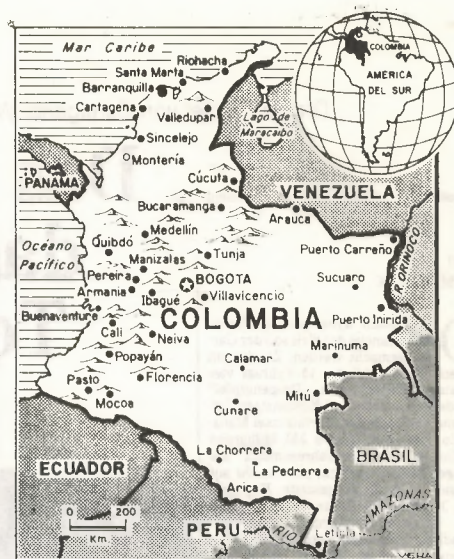 Mar Caribe
Riohacha
Santa Marta
Barranquilla
Cartagena
Valledupar
Lago de
Maracaibo
Sincelejo
Montería
PANAMA
Cúcuta
VENEZUELA
Bucaramanga
Arauca
Océano
Pacífico
Medellín
Quibdó
Puerto Carreño
R. ORINOCO
Manizales
Tunja
Pereira
BOGOTA
Sucuaro
Armania
Ibagué
Villavicencio
Buenaventure
COLOMBIA
Puerto Inirida
Cali
Neiva
Marinuma
Popayán
Calamar
Pasto
Florencia
Mitú
Mocoa
Cunare
La Chorrera
BRASIL
ECUADOR
La Pedrera
Arica
AMAZONAS
0 200
Km.
PERU
RIO
Leticia
COLOMBIA
AMERICA
DEL SUR